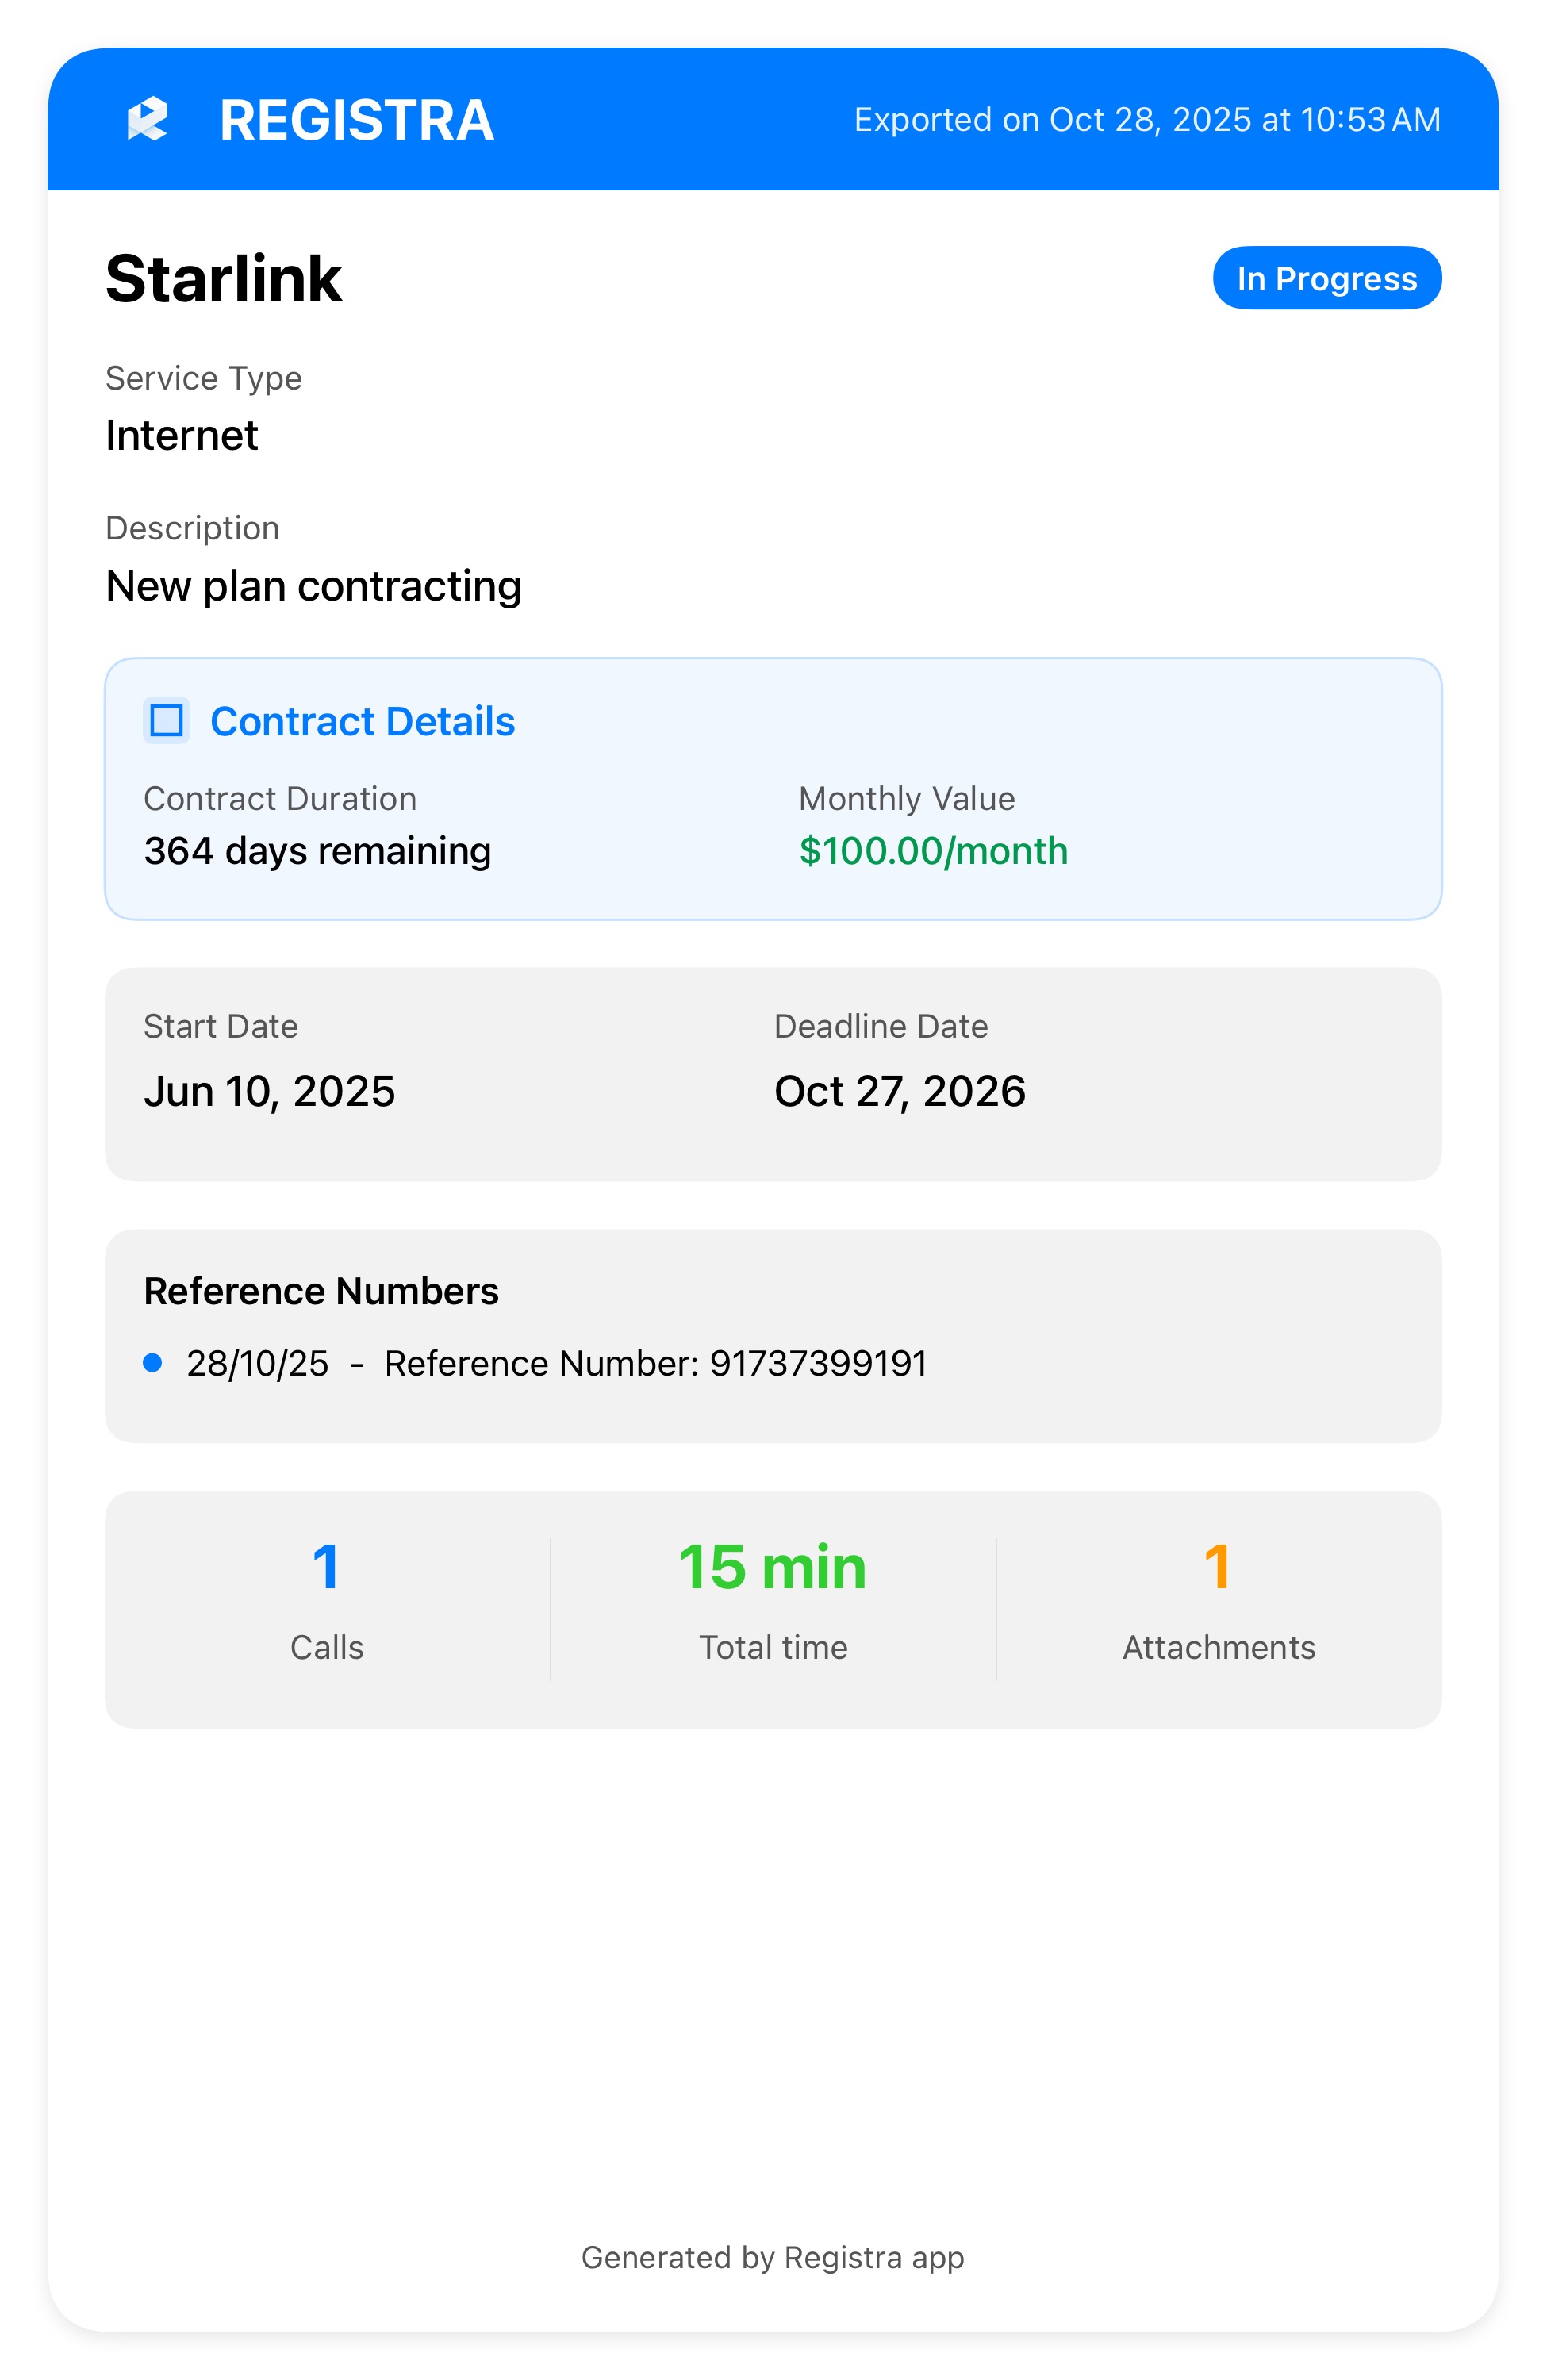 REGISTRA
Exported on Oct 28, 2025 at 10:53 AM
Starlink
In Progress
Service Type
Internet
Description
New plan contracting
Contract Details
Contract Duration
Monthly Value
364 days remaining
$100.00/month
Start Date
Deadline Date
Jun 10, 2025
Oct 27, 2026
Reference Numbers
28/10/25 - Reference Number: 91737399191
1
15 min
1
Calls
Total time
Attachments
Generated by Registra app